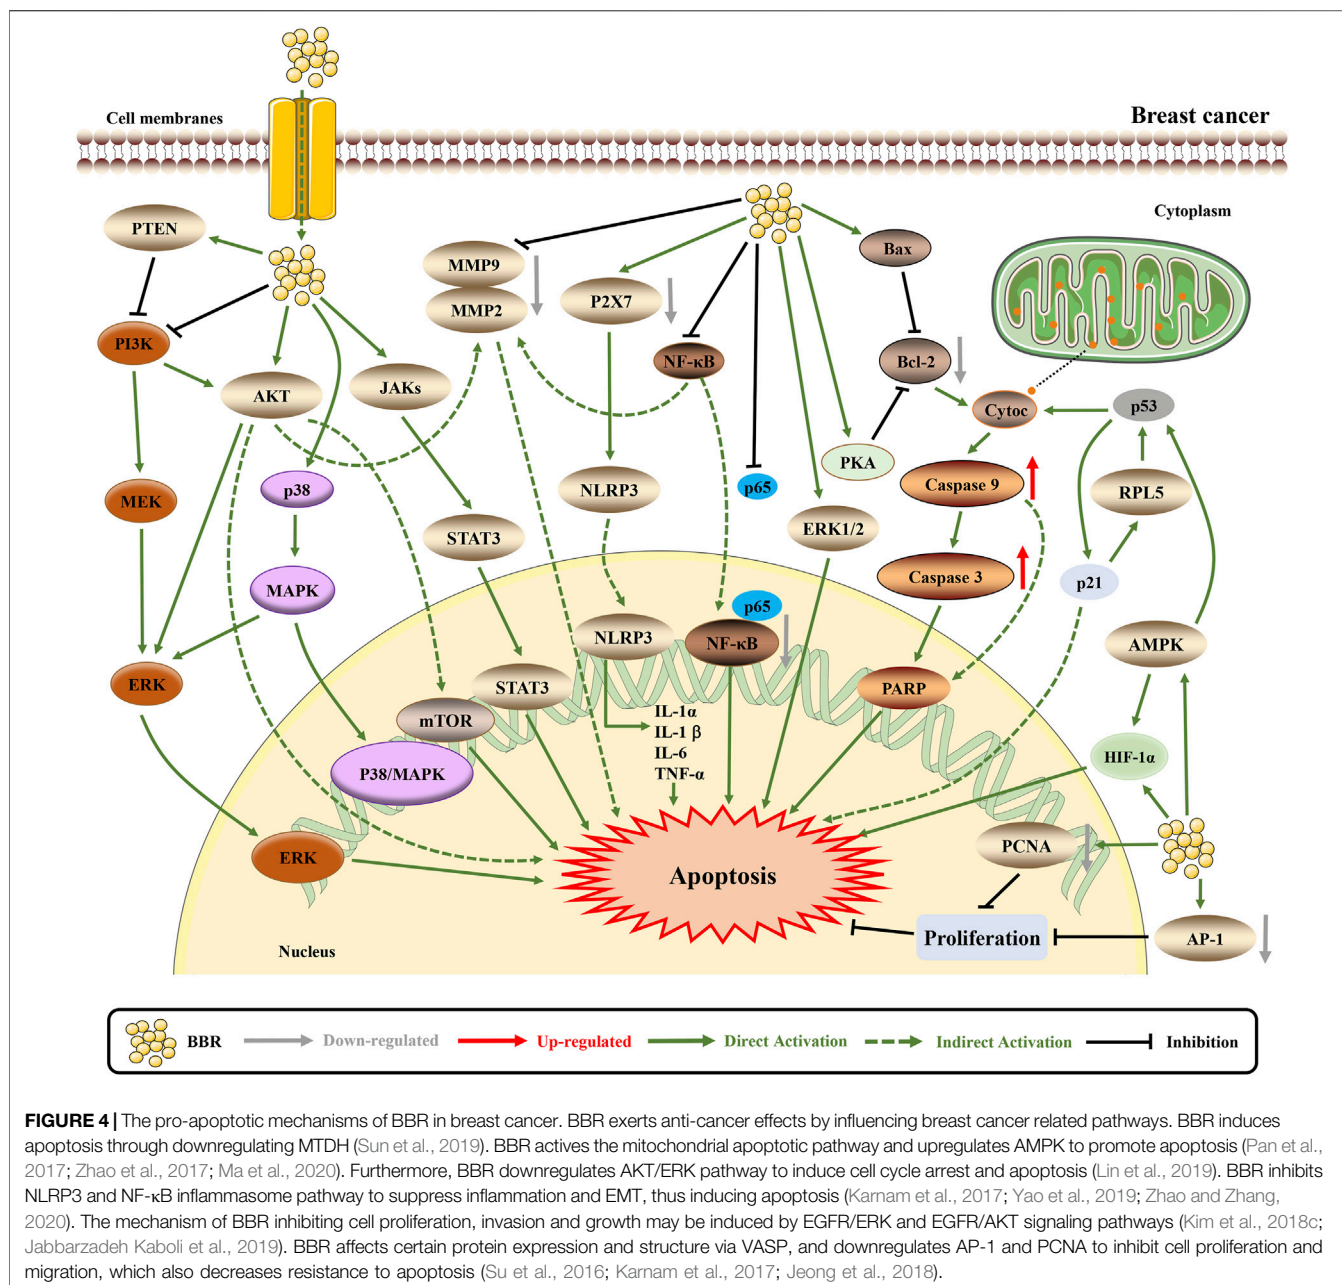 Cell membranes
Breast cancer
Cytoplasm
PTEN
MMP9
MMP2
P2X7
Bax
PI3K
NF-κB
Bcl-2
AKT
JAKs
Cytoc
p53
p38
NLRP3
PKA
p65
Caspase 9
RPL5
MEK
STAT3
ERK1/2
MAPK
Caspase 3
p21
p65
NLRP3
NF-κB
AMPK
ERK
STAT3
PARP
mTOR
IL-1α
IL-1 β
IL-6
TNF-α
P38/MAPK
HIF-1α
ERK
Apoptosis
PCNA
Proliferation
AP-1
Nucleus
BBR Down-regulated Up-regulated Direct Activation Indirect Activation Inhibition
FIGURE 4 | The pro-apoptotic mechanisms of BBR in breast cancer. BBR exerts anti-cancer effects by influencing breast cancer related pathways. BBR induces
apoptosis through downregulating MTDH (Sun et al., 2019). BBR actives the mitochondrial apoptotic pathway and upregulates AMPK to promote apoptosis (Pan et al.,
2017; Zhao et al., 2017; Ma et al., 2020). Furthermore, BBR downregulates AKT/ERK pathway to induce cell cycle arrest and apoptosis (Lin et al., 2019). BBR inhibits
NLRP3 and NF-κB inflammasome pathway to suppress inflammation and EMT, thus inducing apoptosis (Karnam et al., 2017; Yao et al., 2019; Zhao and Zhang,
2020). The mechanism of BBR inhibiting cell proliferation, invasion and growth may be induced by EGFR/ERK and EGFR/AKT signaling pathways (Kim et al., 2018c;
Jabbarzadeh Kaboli et al., 2019). BBR affects certain protein expression and structure via VASP, and downregulates AP-1 and PCNA to inhibit cell proliferation and
migration, which also decreases resistance to apoptosis (Su et al., 2016; Karnam et al., 2017; Jeong et al., 2018).